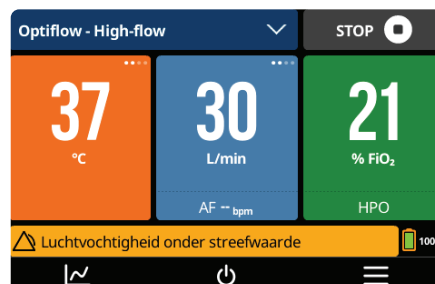 Optiflow - High-flow
STOP
37
°C
30
L/min
AF -- bpm
21
% FiO₂
HPO
Luchtvochtigheid onder streefwaarde
100